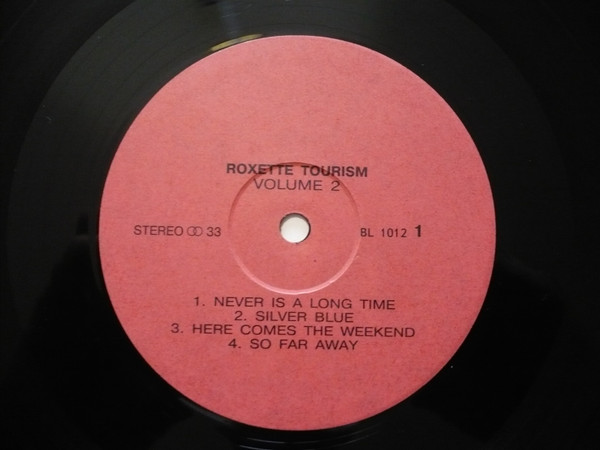 ROXETTE TOURISM
VOLUME 2
STEREO 33
BL 1012 1
1. NEVER IS A LONG TIME
2. SILVER BLUE
3. HERE COMES THE WEEKEND
4. SO FAR AWAY